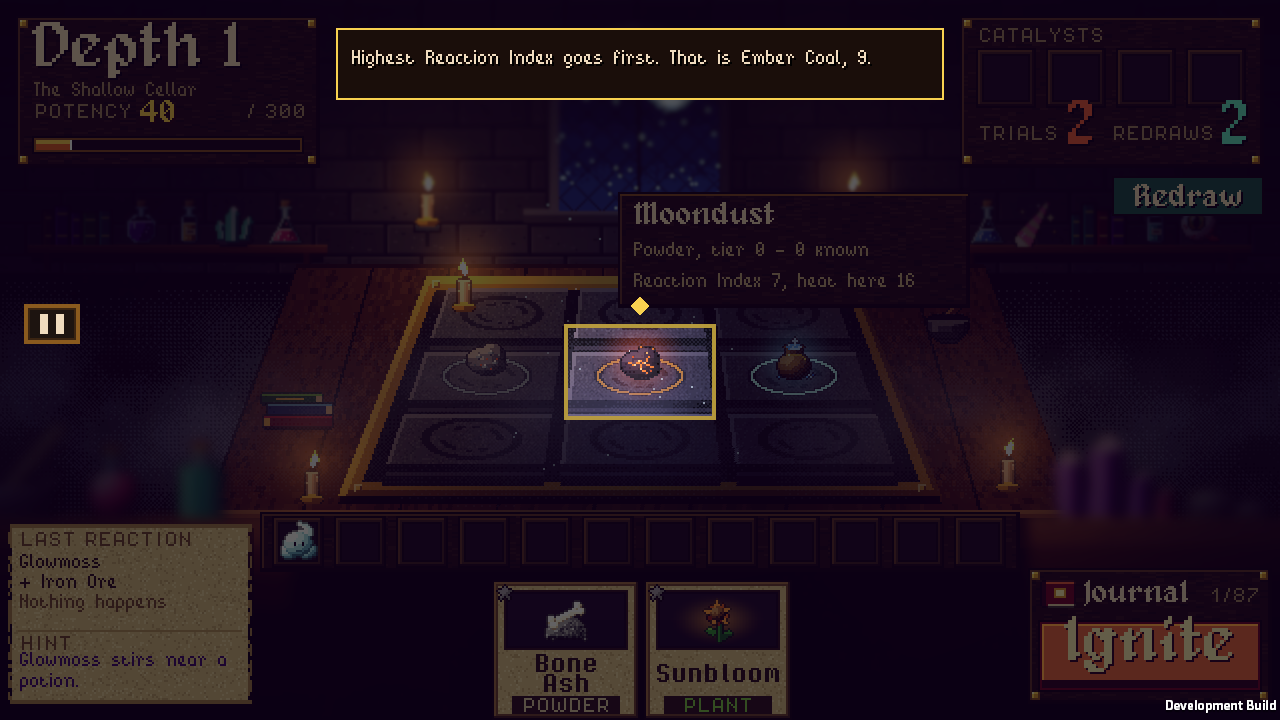 Depth 1
The Shallow Cellar
POTENCY 40 / 300
Highest Reaction Index goes first. That is Ember Coal, 9.
CATALYSTS
TRIALS 2 REDRAWS 2
Redraw
Moondust
Powder, tier 0 - 0 known
Reaction Index 7, heat here 16
LAST REACTION
Glowmoss
+ Iron Ore
Nothing happens
HINT
Glowmoss stirs near a
potion.
Bone
Ash
POWDER
Sunbloom
PLANT
Journal 1/87
Ignite
Development Build